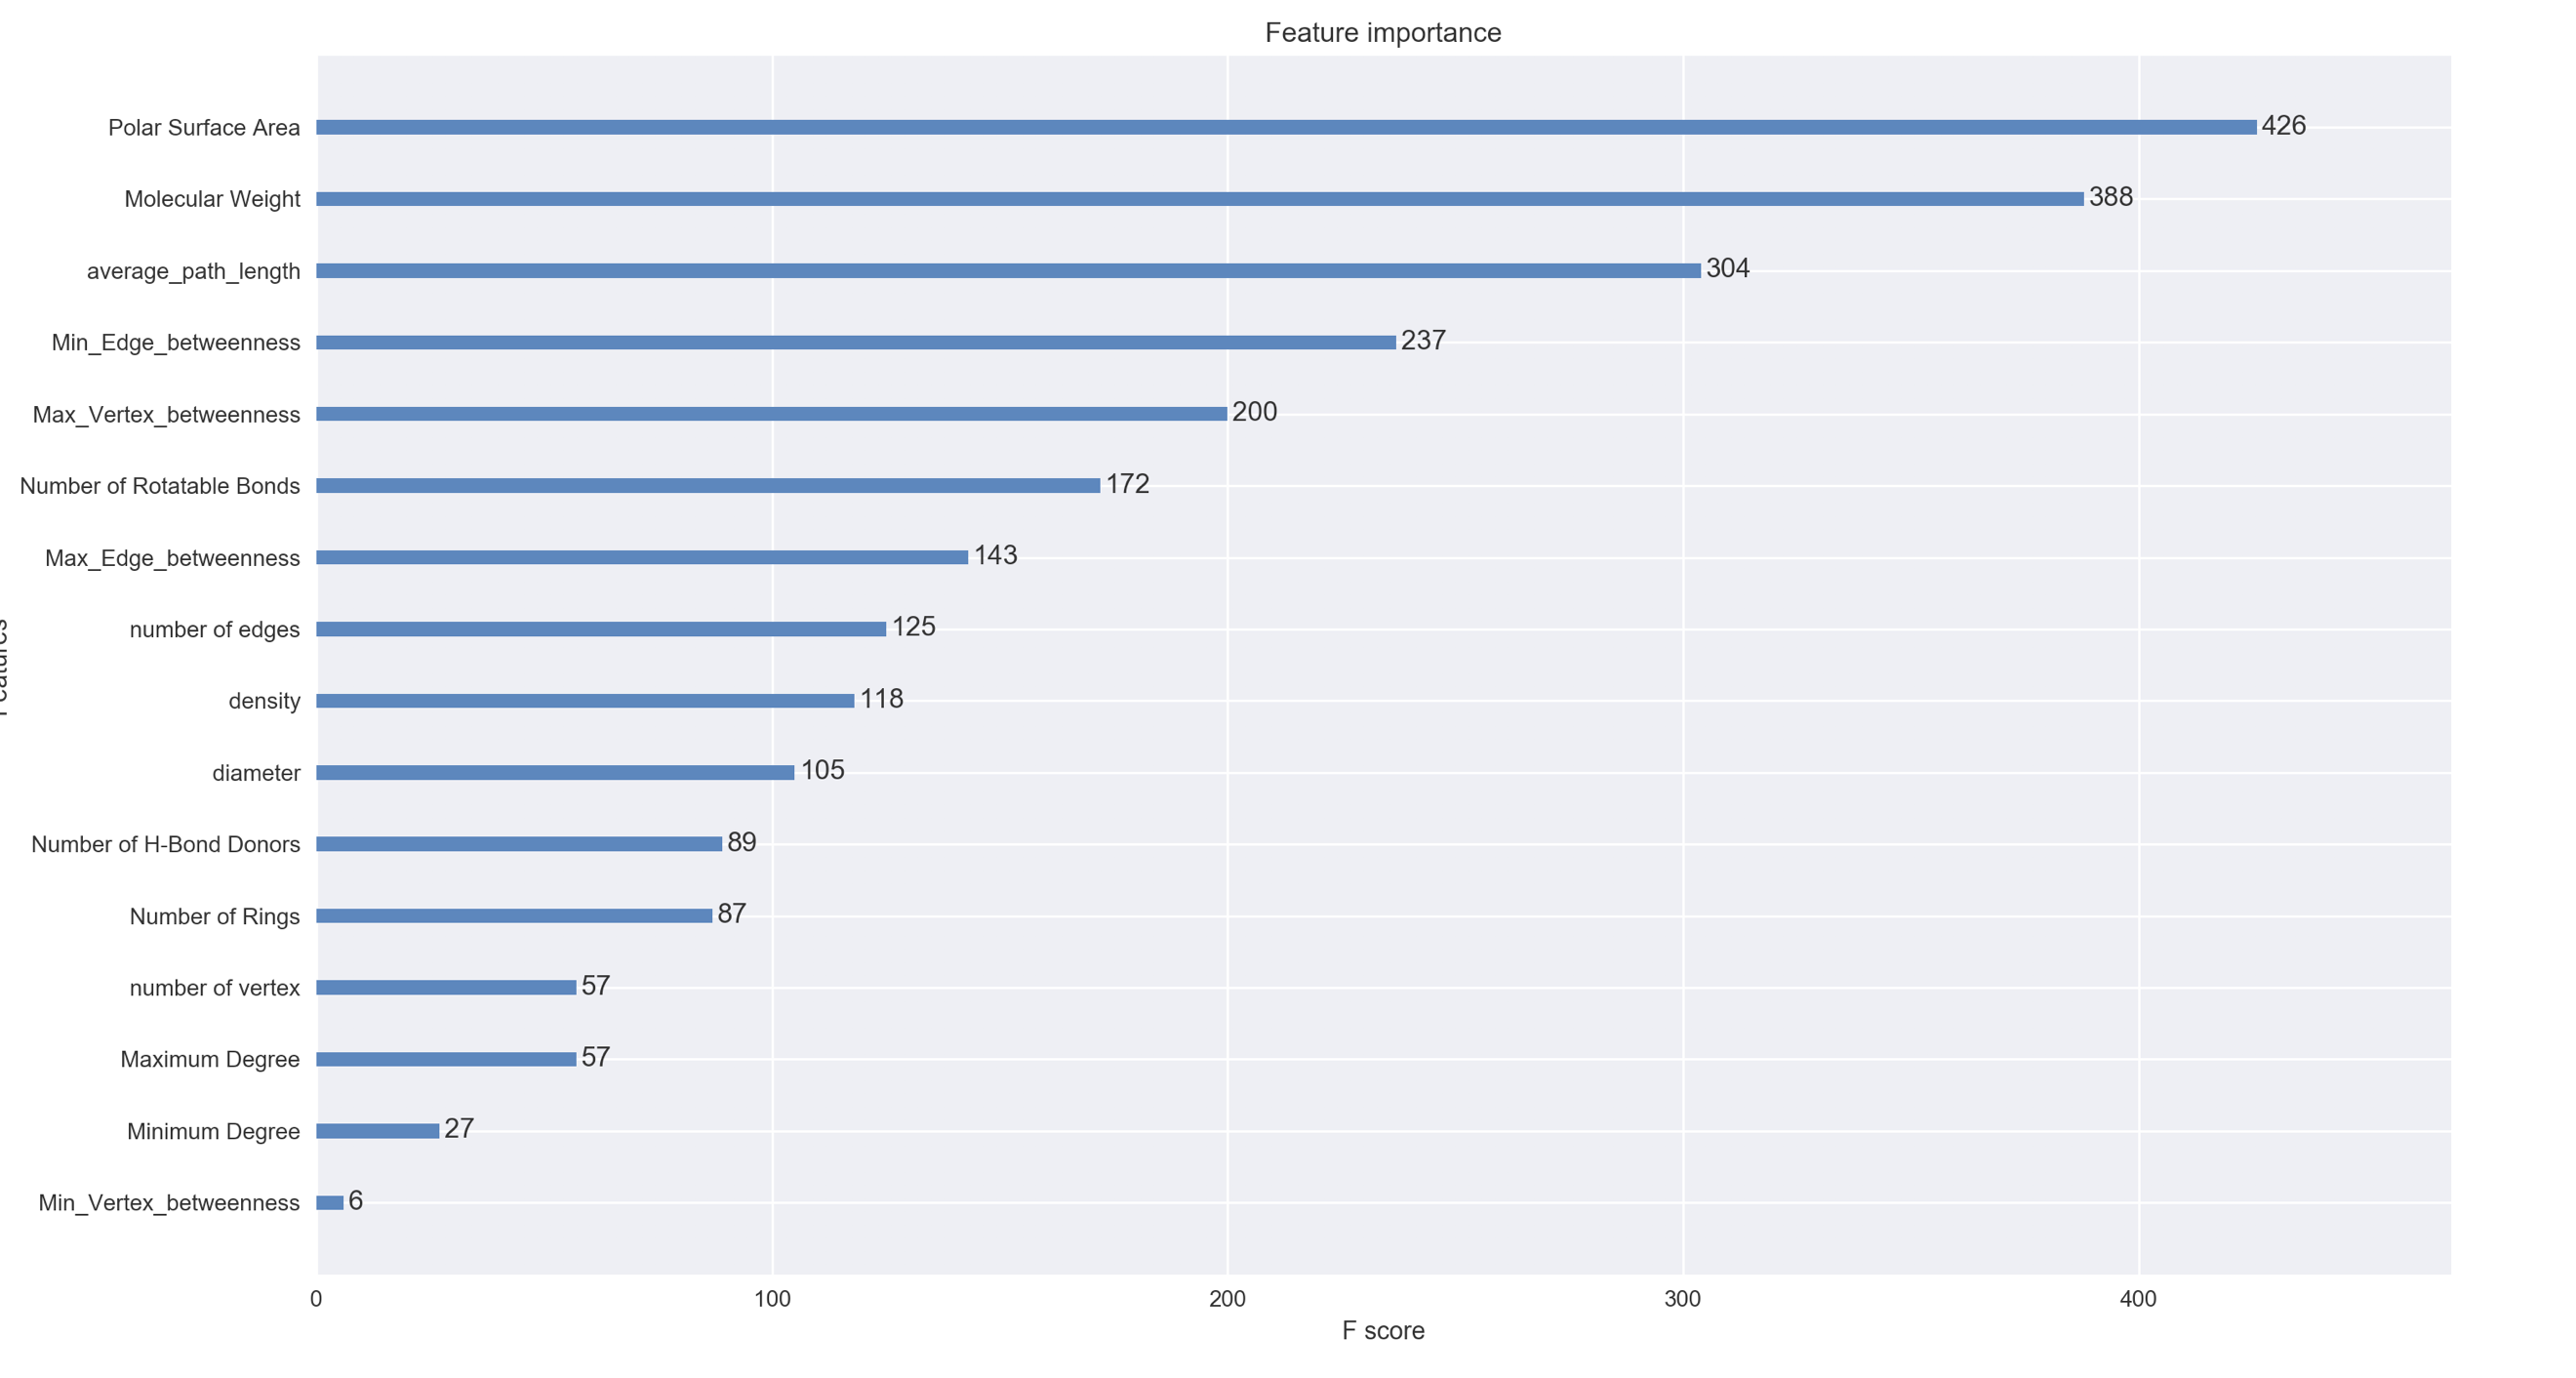 Feature importance
Polar Surface Area 426
Molecular Weight 388
average_path_length 304
Min_Edge_betweenness 237
Max_Vertex_betweenness 200
Number of Rotatable Bonds 172
Max_Edge_betweenness 143
number of edges 125
density 118
diameter 105
Number of H-Bond Donors 89
Number of Rings 87
number of vertex 57
Maximum Degree 57
Minimum Degree 27
Min_Vertex_betweenness 6
0 100 200 300 400
F score